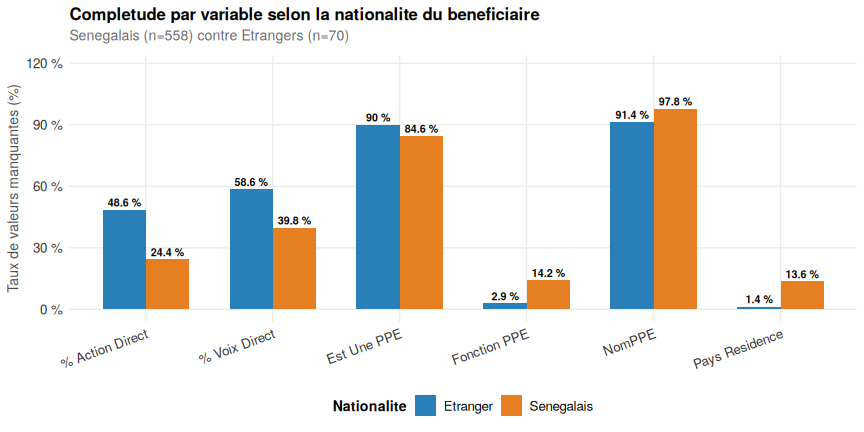 Completude par variable selon la nationalite du beneficiaire
Senegalais (n=558) contre Etrangers (n=70)
Taux de valeurs manquantes (%)
120 %
90 %
60 %
30 %
0 %
48.6 %
24.4 %
58.6 %
39.8 %
90 %
84.6 %
2.9 %
14.2 %
91.4 %
97.8 %
1.4 %
13.6 %
% Action Direct
% Voix Direct
Est Une PPE
Fonction PPE
NomPPE
Pays Residence
Nationalite
Etranger
Senegalais